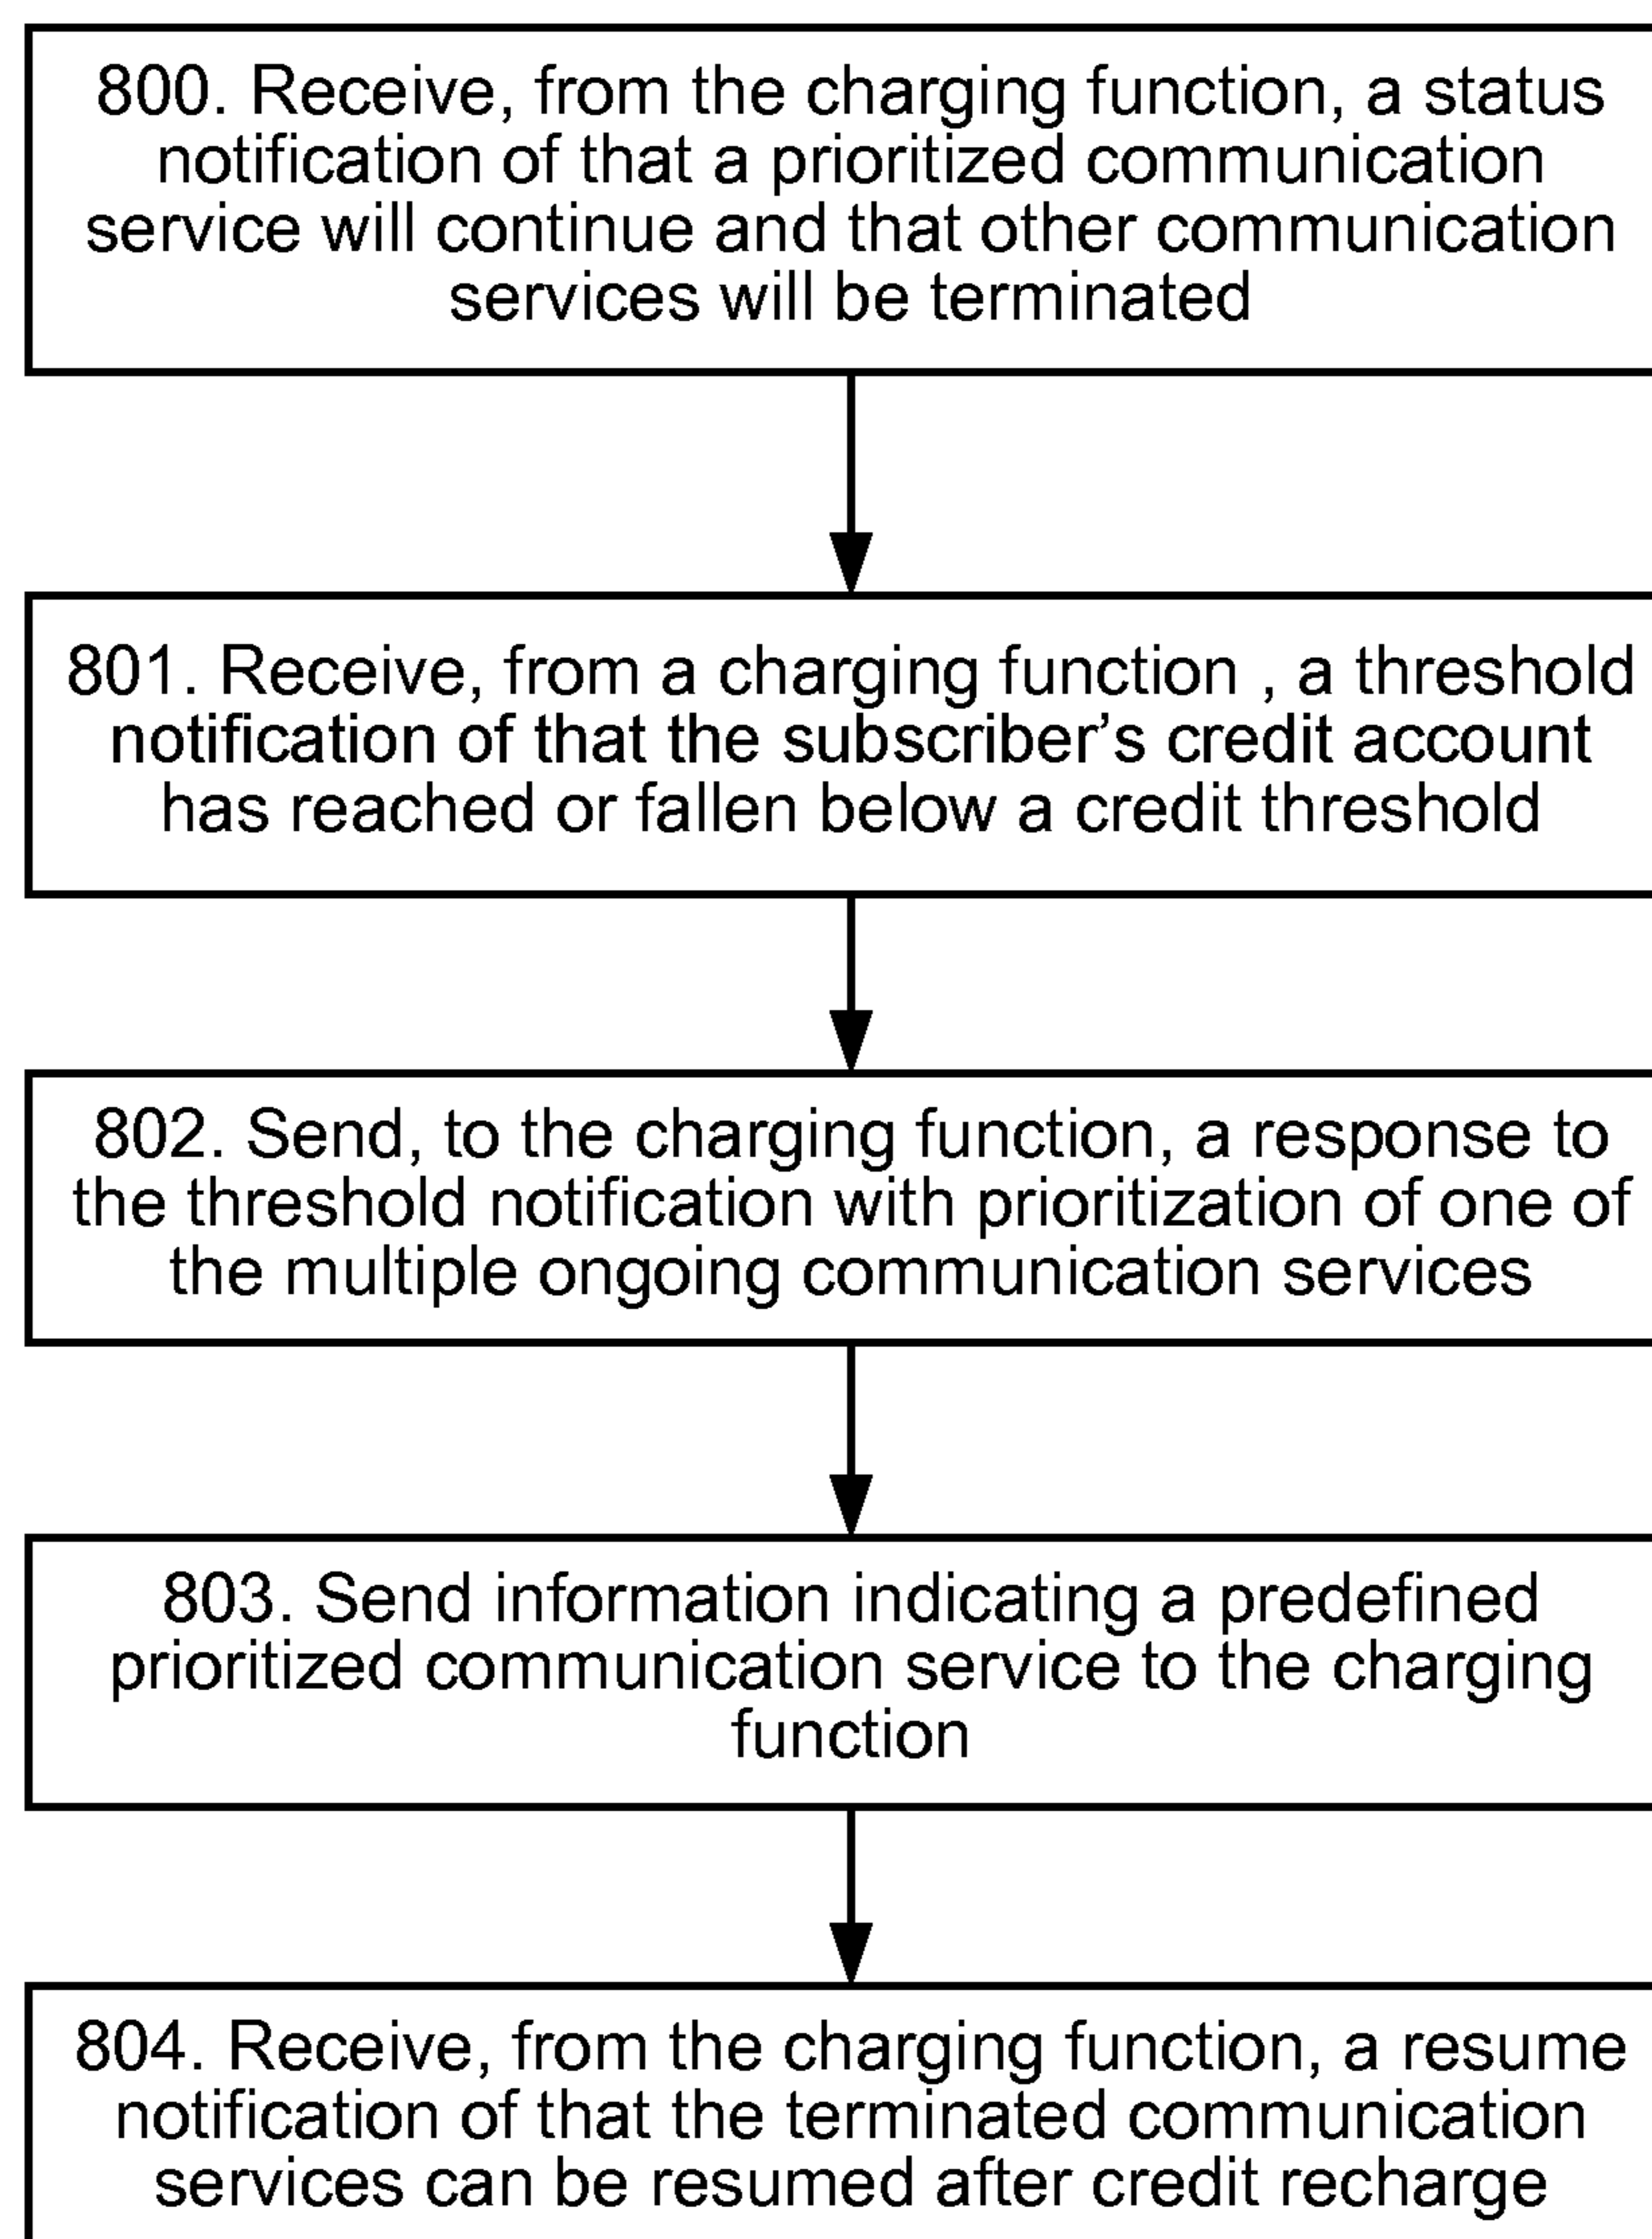 800. Receive, from the charging function, a status
notification of that a prioritized communication
service will continue and that other communication
services will be terminated
801. Receive, from a charging function , a threshold
notification of that the subscriber’s credit account
has reached or fallen below a credit threshold
802. Send, to the charging function, a response to
the threshold notification with prioritization of one of
the multiple ongoing communication services
803. Send information indicating a predefined
prioritized communication service to the charging
function
804. Receive, from the charging function, a resume
notification of that the terminated communication
services can be resumed after credit recharge